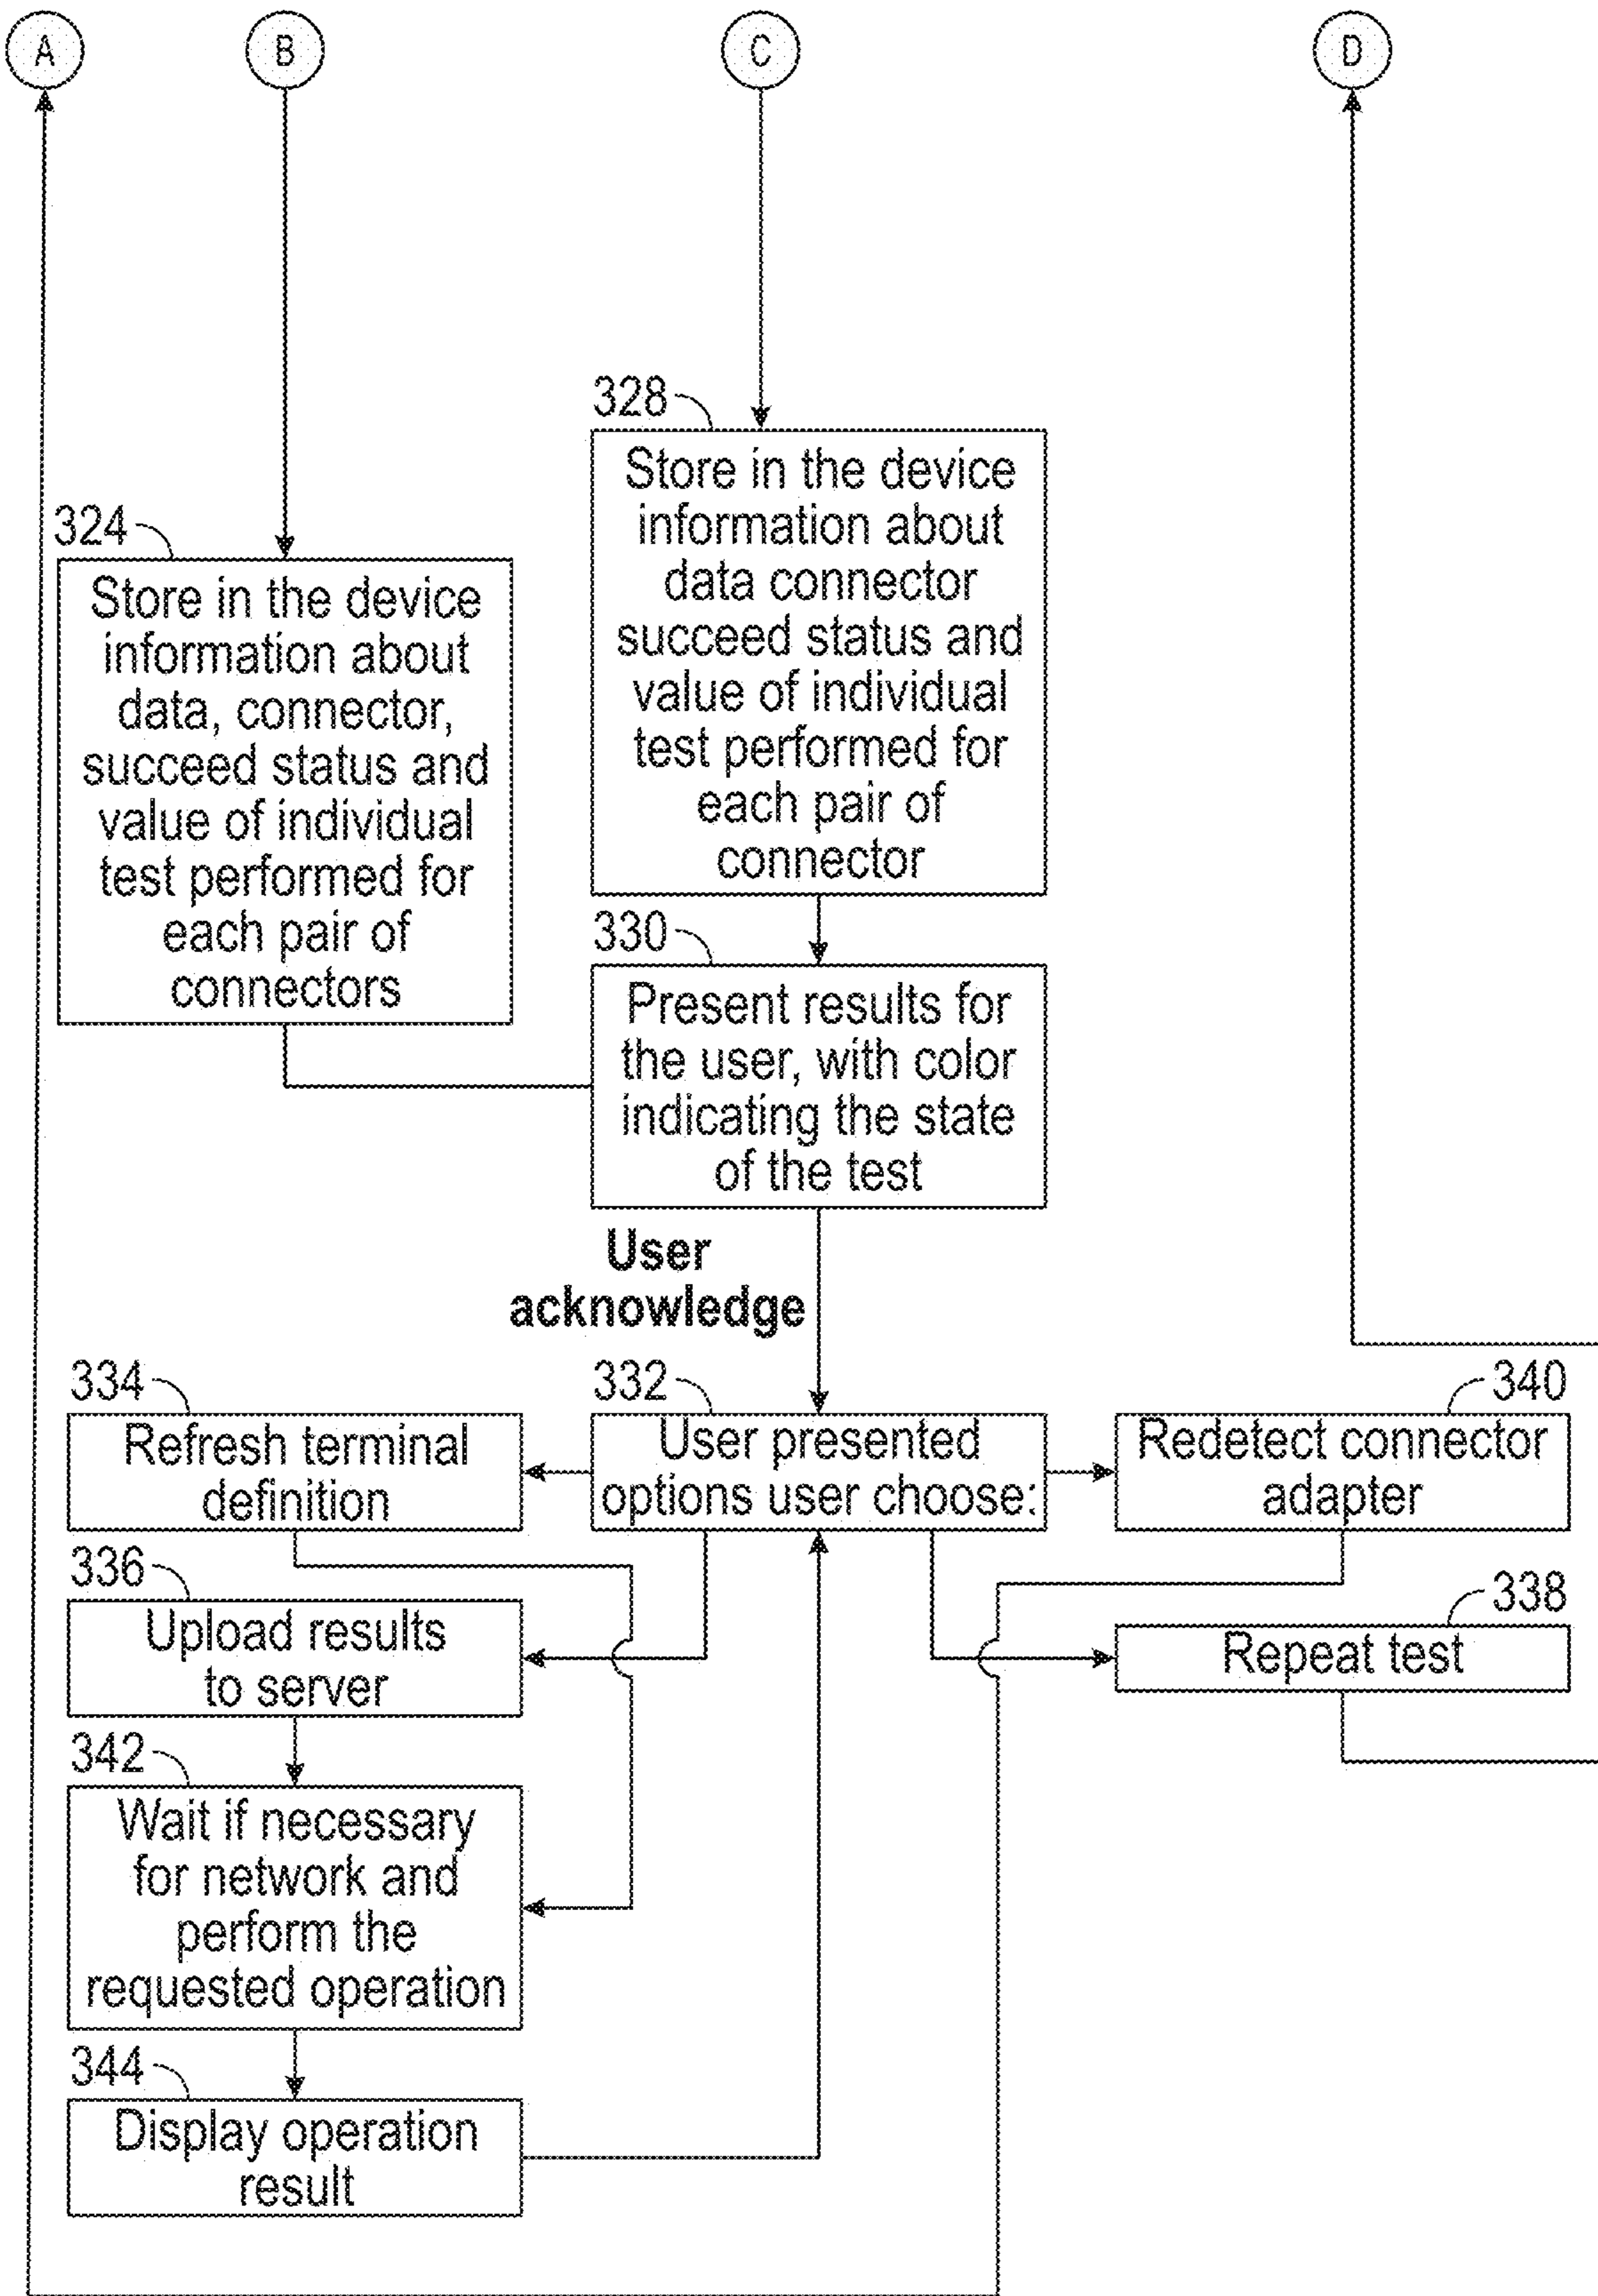 A
B
C
D
328
Store in the device
information about
data connector
succeed status and
value of individual
test performed for
each pair of
connector
324
Store in the device
information about
data, connector,
succeed status and
value of individual
test performed for
each pair of
connectors
330
Present results for
the user, with color
indicating the state
of the test
User
acknowledge
334
Refresh terminal
definition
332
User presented
options user choose:
340
Redetect connector
adapter
336
Upload results
to server
338
Repeat test
342
Wait if necessary
for network and
perform the
requested operation
344
Display operation
result